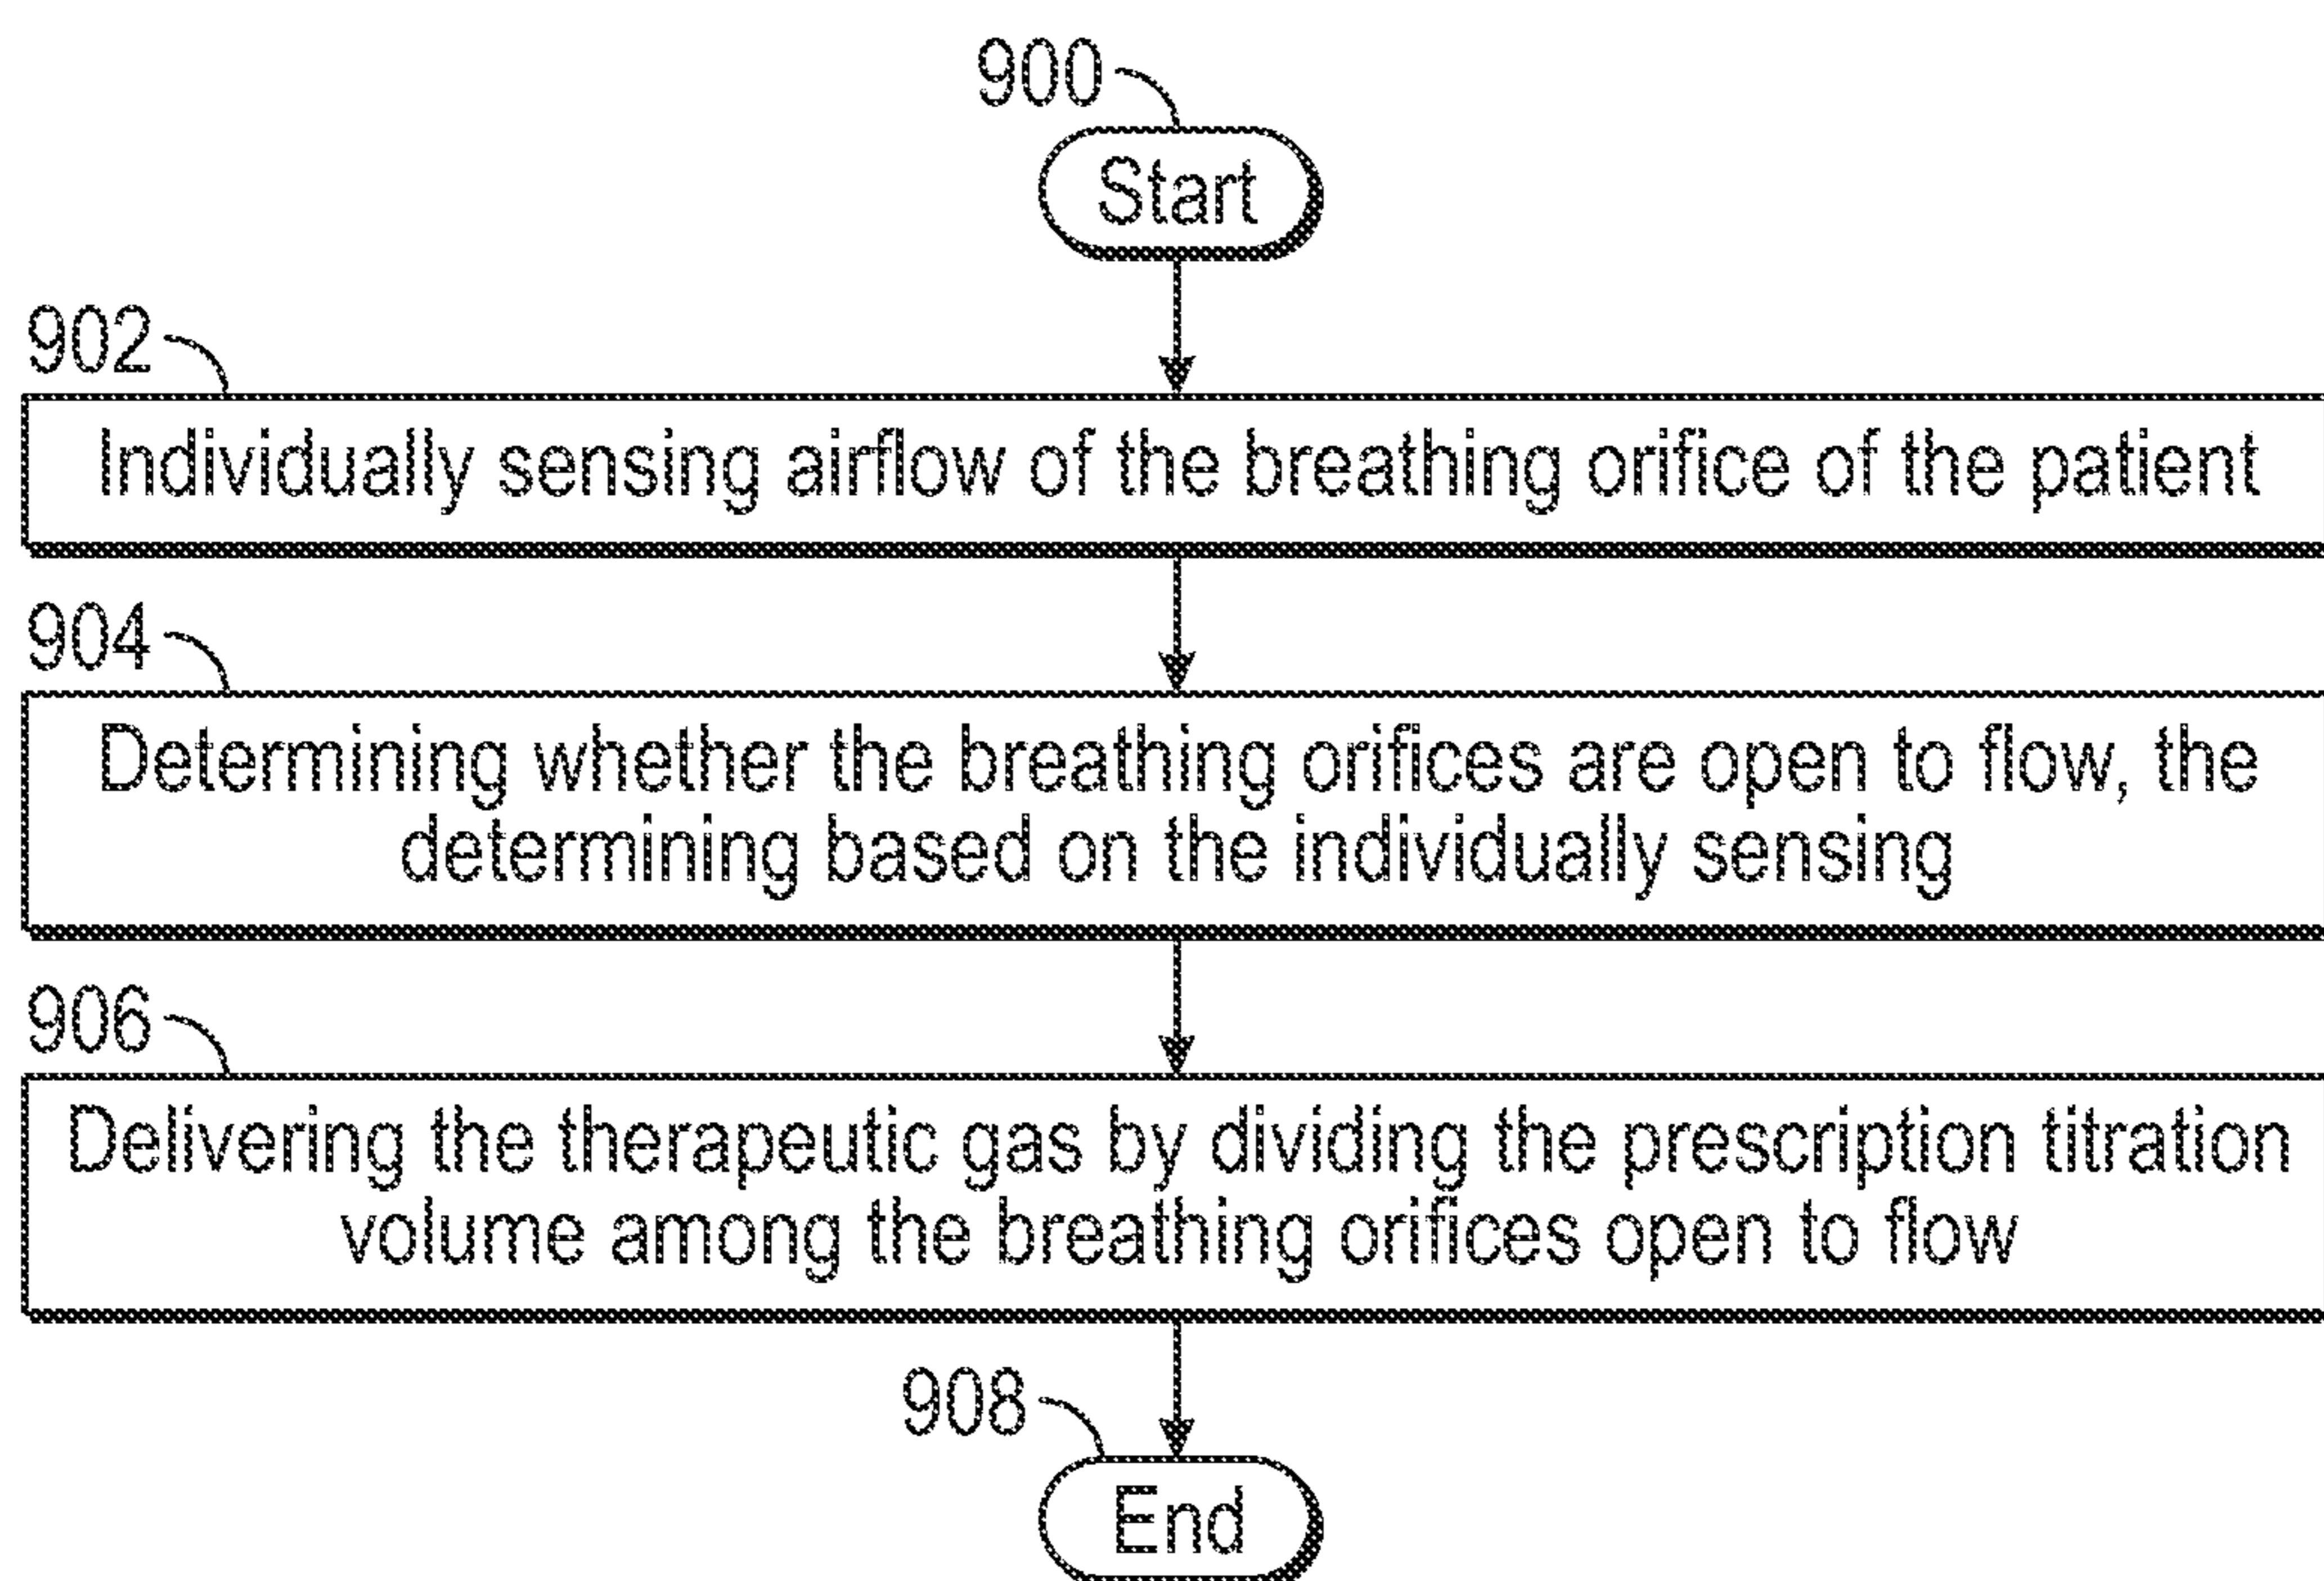 900
Start
902
Individually sensing airflow of the breathing orifice of the patient
904
Determining whether the breathing orifices are open to flow, the
determining based on the individually sensing
906
Delivering the therapeutic gas by dividing the prescription titration
volume among the breathing orifices open to flow
908
End